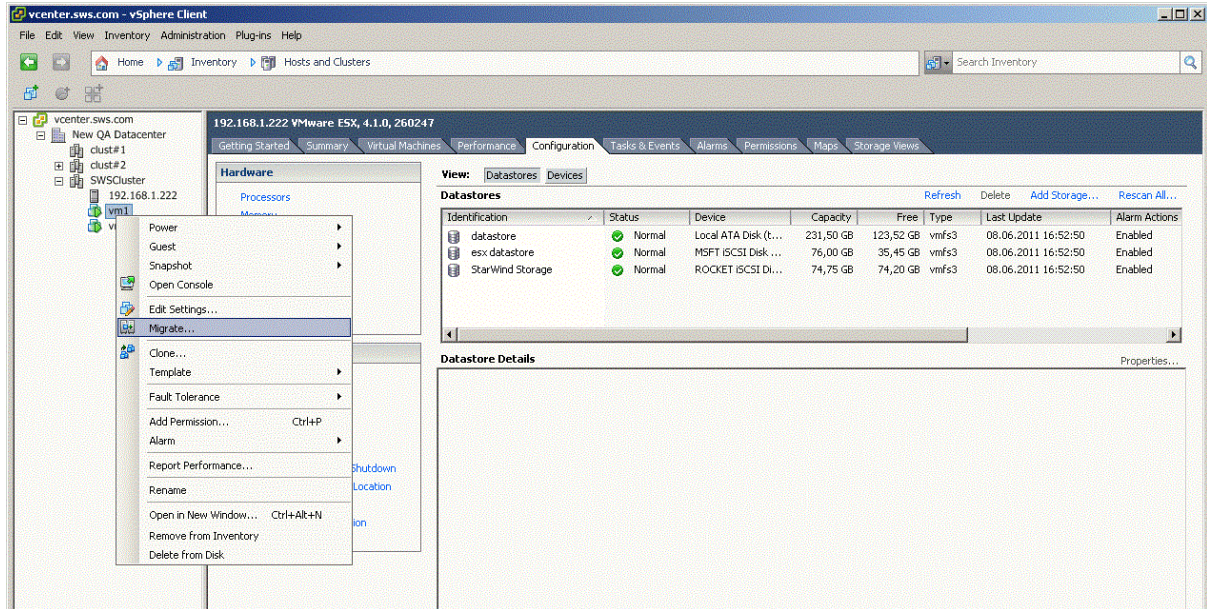 vcenter.sws.com - vSphere Client
File Edit View Inventory Administration Plug-ins Help
Home Inventory Hosts and Clusters
Search Inventory
vcenter.sws.com
New QA Datacenter
clust#1
clust#2
SWSCluster
192.168.1.222
vm1
192.168.1.222 VMware ESX, 4.1.0, 260247
Getting Started Summary Virtual Machines Performance Configuration Tasks & Events Alarms Permissions Maps Storage Views
Hardware
Processors
Memory
View: Datastores Devices
Datastores Refresh Delete Add Storage... Rescan All...
Identification Status Device Capacity Free Type Last Update Alarm Actions
datastore Normal Local ATA Disk (t... 231,50 GB 123,52 GB vmfs3 08.06.2011 16:52:50 Enabled
esx datastore Normal MSFT iSCSI Disk ... 76,00 GB 35,45 GB vmfs3 08.06.2011 16:52:50 Enabled
StarWind Storage Normal ROCKET iSCSI Di... 74,75 GB 74,20 GB vmfs3 08.06.2011 16:52:50 Enabled
Datastore Details Properties...
Power
Guest
Snapshot
Open Console
Edit Settings...
Migrate...
Clone...
Template
Fault Tolerance
Add Permission... Ctrl+P
Alarm
Report Performance...
Rename
Open in New Window... Ctrl+Alt+N
Remove from Inventory
Delete from Disk
Shutdown
Location